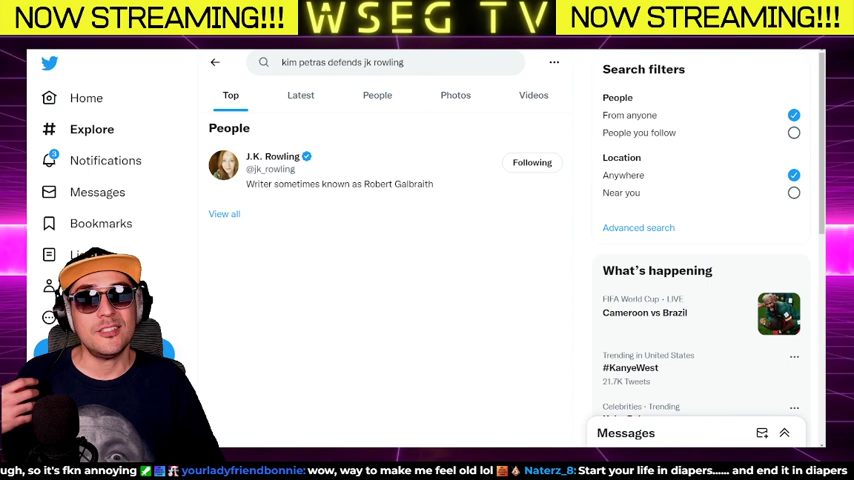 NOW STREAMING!!!
WSEG TV
NOW STREAMING!!!
Home
Explore
3
Notifications
Messages
Bookmarks
kim petras defends jk rowling
Top
Latest
People
Photos
Videos
People
J.K. Rowling
@jk_rowling
Writer sometimes known as Robert Galbraith
Following
View all
Search filters
People
From anyone
People you follow
Location
Anywhere
Near you
Advanced search
What's happening
FIFA World Cup · LIVE
Cameroon vs Brazil
Trending in United States
#KanyeWest
21.7K Tweets
Celebrities · Trending
Messages
ugh, so it's fkn annoying yourladyfriendbonnie: wow, way to make me feel old lol Naterz_8: Start your life in diapers...... and end it in diapers